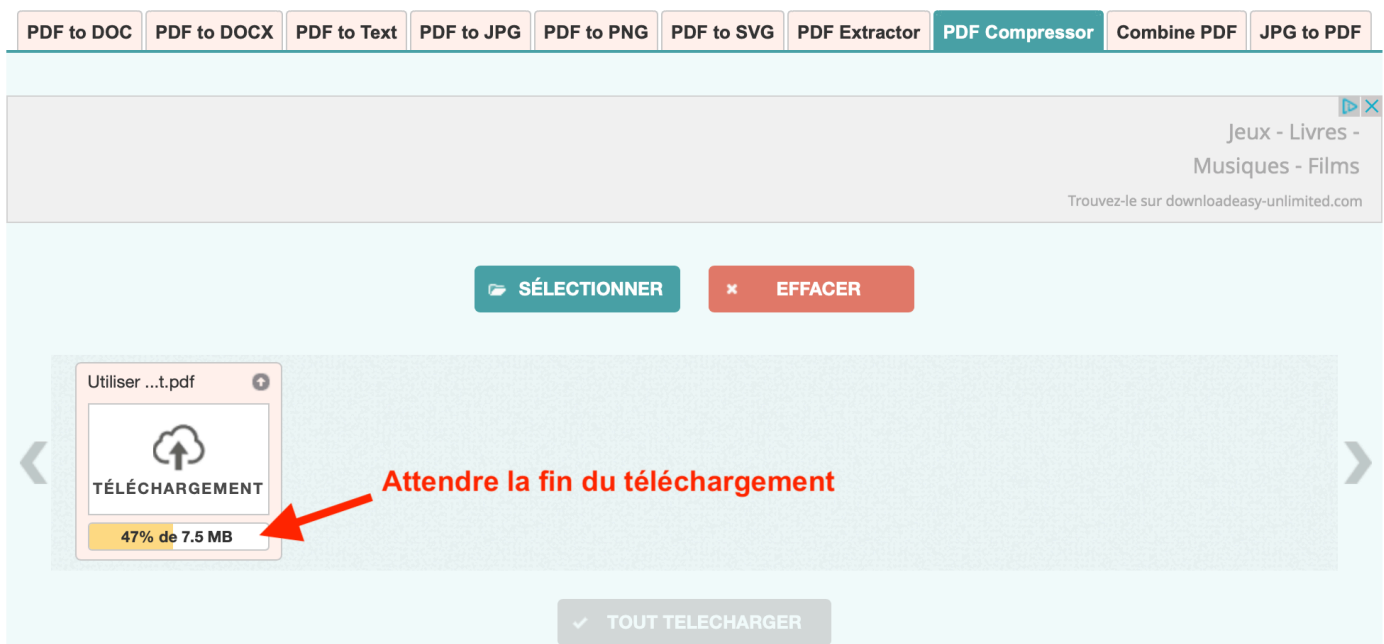 PDF to DOC PDF to DOCX PDF to Text PDF to JPG PDF to PNG PDF to SVG PDF Extractor PDF Compressor Combine PDF JPG to PDF
Jeux - Livres -
Musiques - Films
Trouvez-le sur downloadeasy-unlimited.com
SÉLECTIONNER EFFACER
Utiliser ...t.pdf
TÉLÉCHARGEMENT
Attendre la fin du téléchargement
47% de 7.5 MB
TOUT TELECHARGER